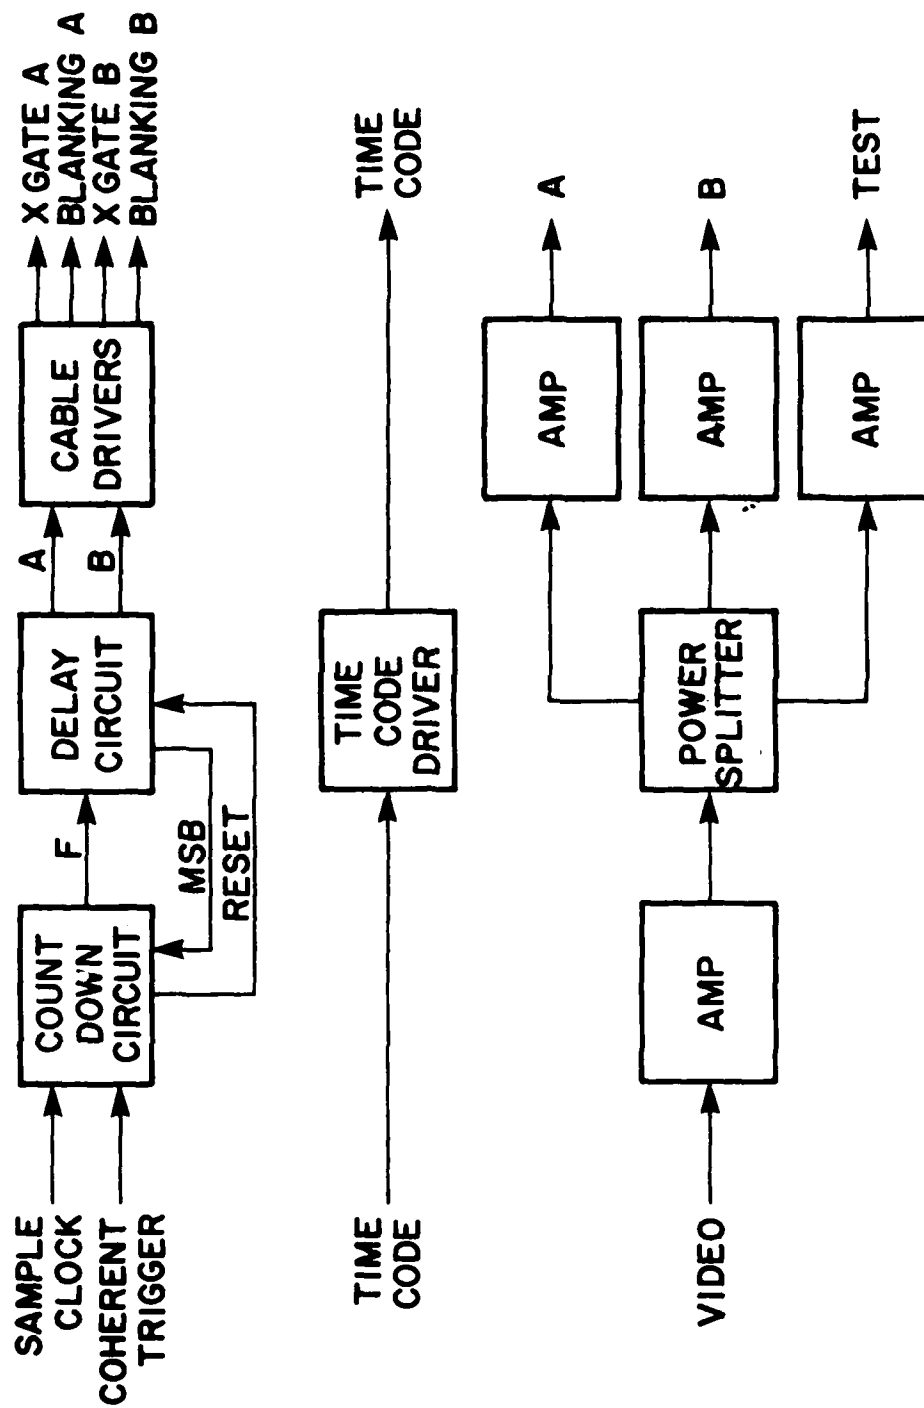 SAMPLE
CLOCK
COHERENT
TRIGGER
COUNT
DOWN
CIRCUIT
F
MSB
RESET
DELAY
CIRCUIT
A
B
CABLE
DRIVERS
X GATE A
BLANKING A
X GATE B
BLANKING B
TIME
CODE
TIME
CODE
DRIVER
TIME
CODE
VIDEO
AMP
POWER
SPLITTER
AMP
A
AMP
B
AMP
TEST